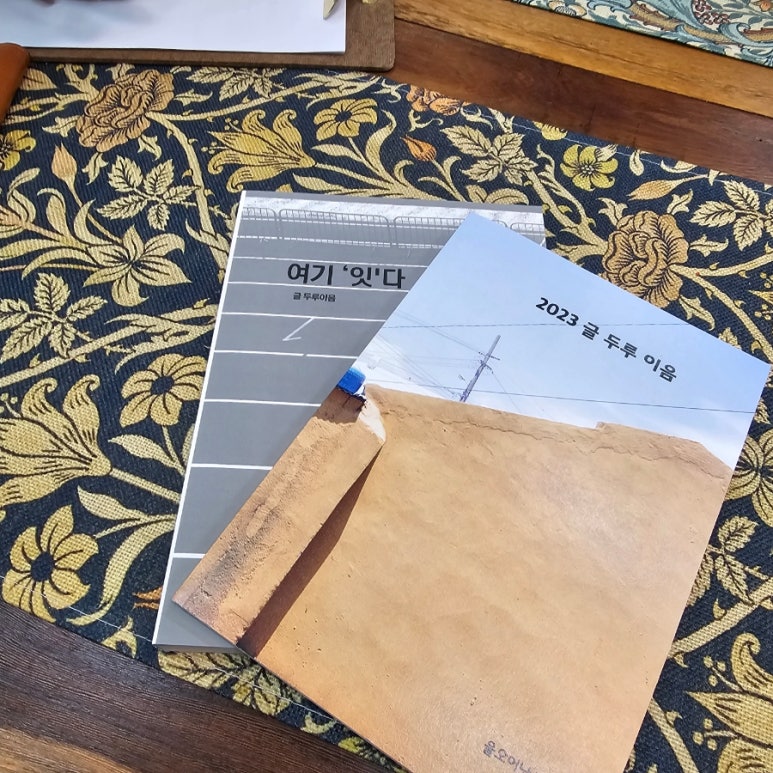 여기 '잇'다
글 두루이음
2023 글 두루 이음